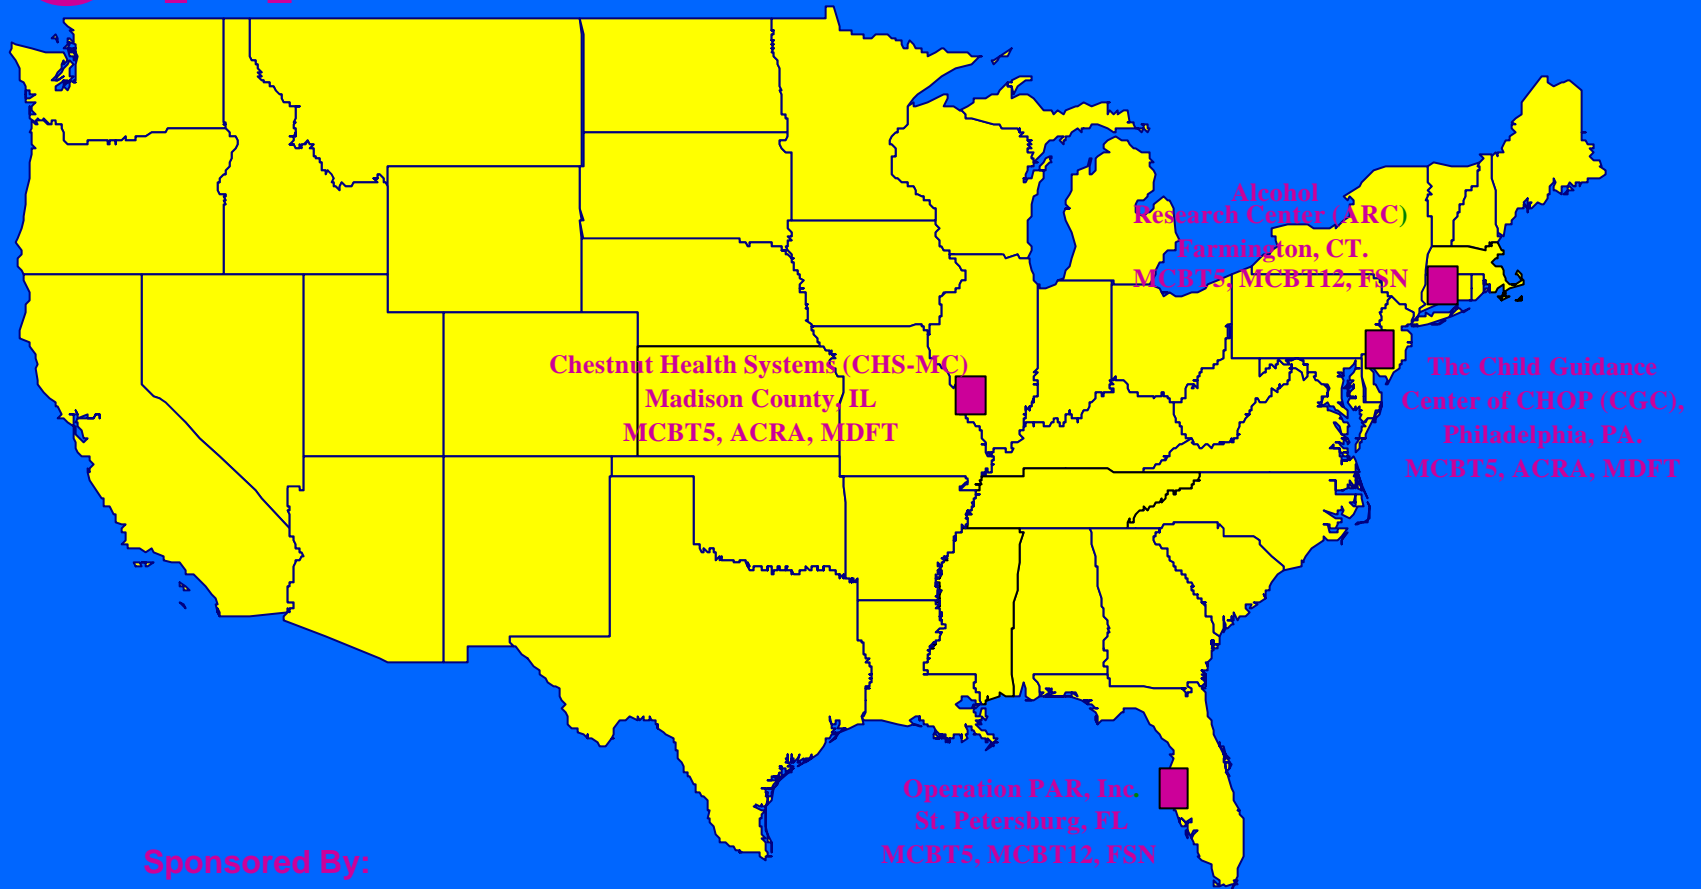 Alcohol
Research Center (ARC)
Farmington, CT.
MCBT5, MCBT12, FSN
Chestnut Health Systems (CHS-MC)
Madison County, IL
MCBT5, ACRA, MDFT
The Child Guidance
Center of CHOP (CGC),
Philadelphia, PA.
MCBT5, ACRA, MDFT
Operation PAR, Inc.
St. Petersburg, FL
MCBT5, MCBT12, FSN
Sponsored By: